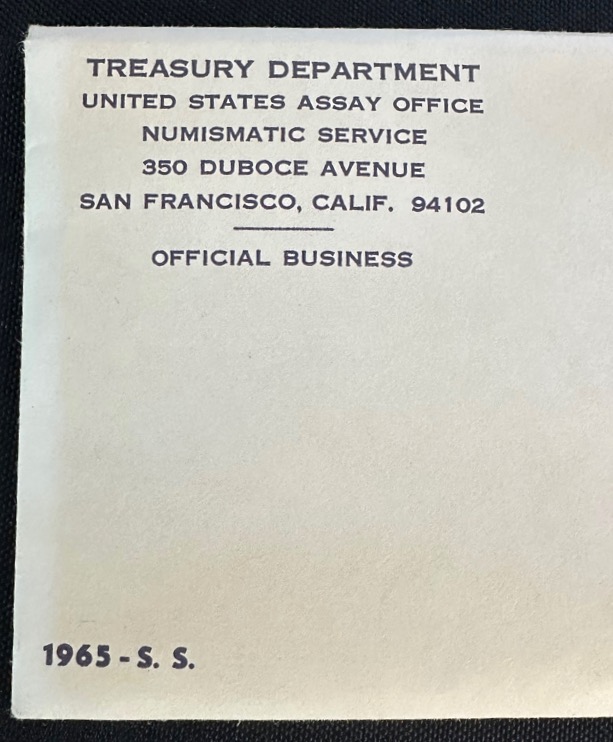 TREASURY DEPARTMENT
UNITED STATES ASSAY OFFICE
NUMISMATIC SERVICE
350 DUBOCE AVENUE
SAN FRANCISCO, CALIF. 94102
OFFICIAL BUSINESS
1965 - S. S.